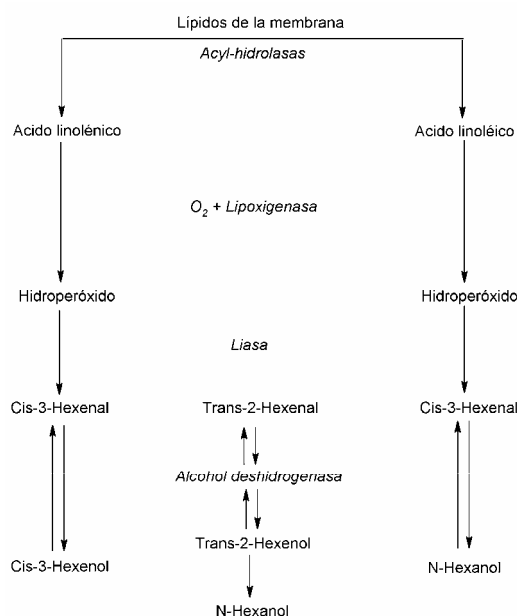 Lípidos de la membrana
Acyl-hidrolasas
Acido linolénico
Acido linoléico
O2 + Lipoxigenasa
Hidroperóxido
Hidroperóxido
Liasa
Cis-3-Hexenal
Trans-2-Hexenal
Cis-3-Hexenal
Alcohol deshidrogenasa
Trans-2-Hexenol
Cis-3-Hexenol
N-Hexanol
N-Hexanol